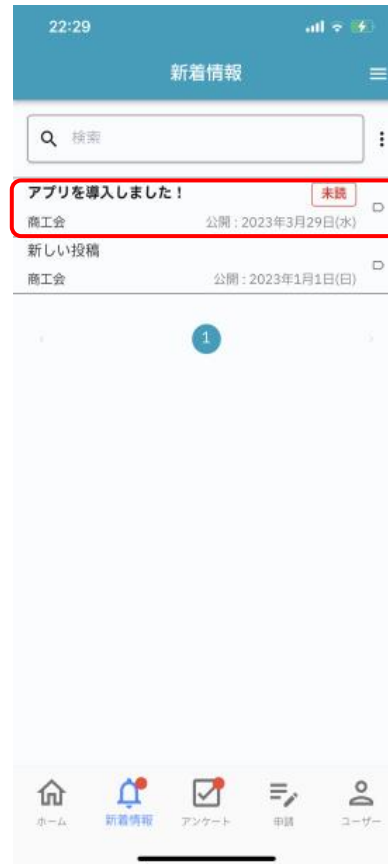 22:29
新着情報
検索
アプリを導入しました！ 未読
商工会 公開：2023年3月29日(水)
新しい投稿
商工会 公開：2023年1月1日(日)
1
ホーム 新着情報 アンケート 申請 ユーザー